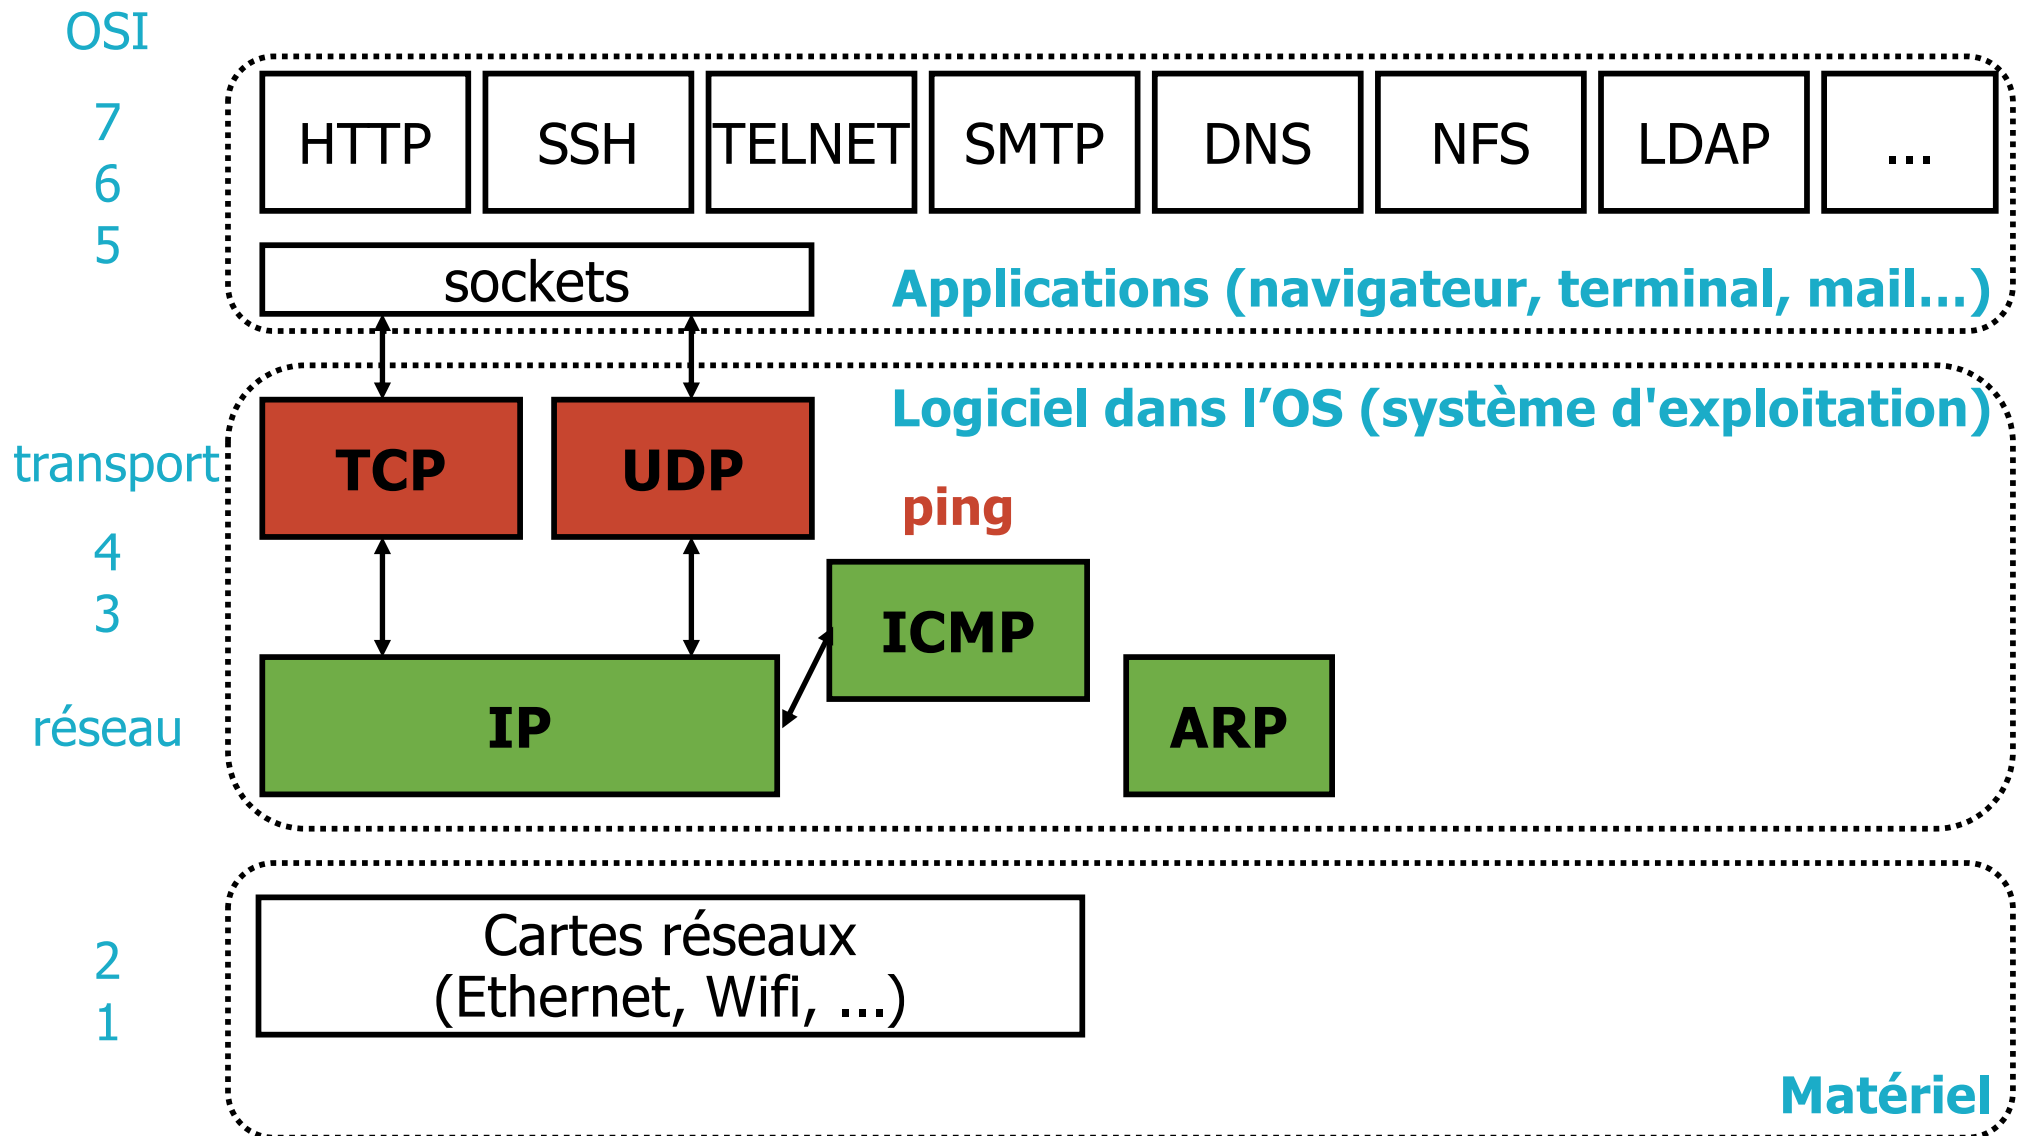 OSI
7
6
5
HTTP
SSH
TELNET
SMTP
DNS
NFS
LDAP
...
sockets
Applications (navigateur, terminal, mail...)
Logiciel dans l’OS (système d'exploitation)
transport
TCP
UDP
ping
4
3
ICMP
réseau
IP
ARP
2
1
Cartes réseaux
(Ethernet, Wifi, ...)
Matériel